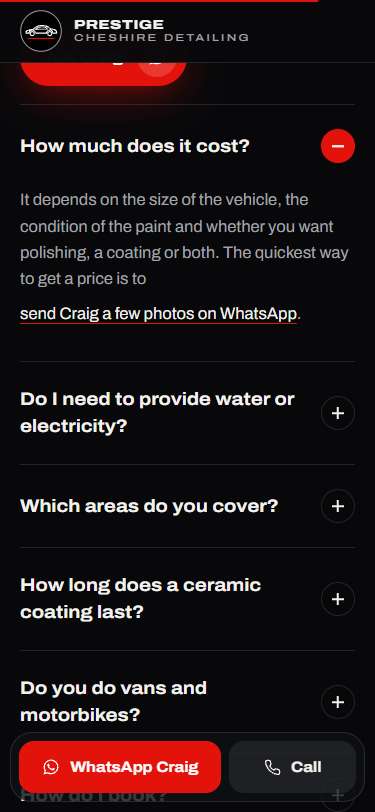 PRESTIGE
CHESHIRE DETAILING
How much does it cost?
It depends on the size of the vehicle, the
condition of the paint and whether you want
polishing, a coating or both. The quickest way
to get a price is to
send Craig a few photos on WhatsApp.
Do I need to provide water or
electricity?
Which areas do you cover?
How long does a ceramic
coating last?
Do you do vans and
motorbikes?
WhatsApp Craig
Call
How do I book?